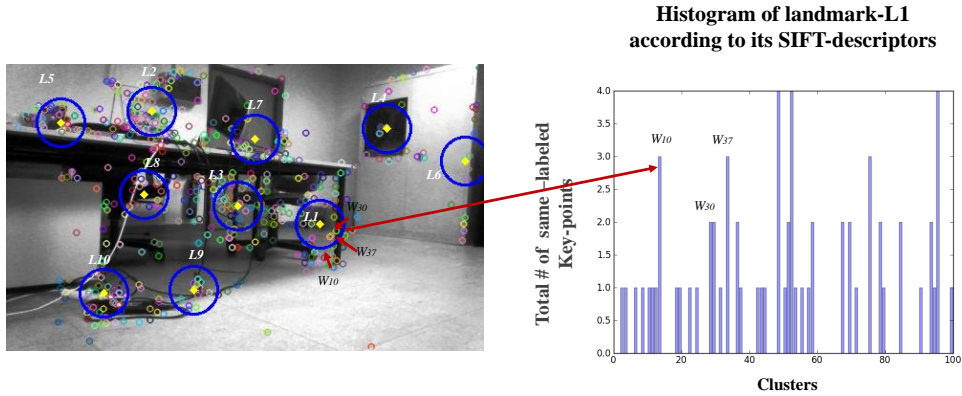 Histogram of landmark-L1
according to its SIFT-descriptors
L5
L2
L7
L4
L8
L3
L6
L1
W30
W37
W10
L10
L9
Total # of same–labeled
Key-points
4.0
3.5
3.0
2.5
2.0
1.5
1.0
0.5
0.0
W10
W37
W30
0 20 40 60 80 100
Clusters